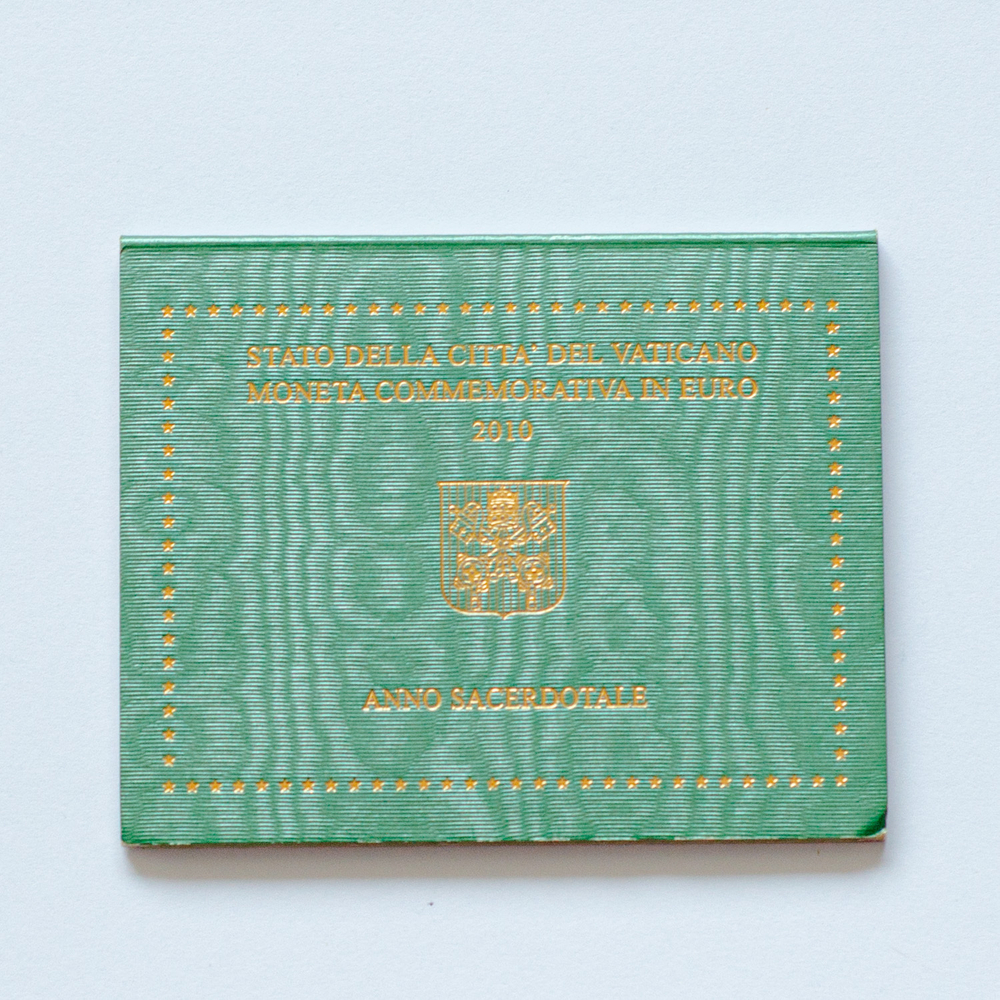 STATO DELLA CITTA' DEL VATICANO
MONETA COMMEMORATIVA IN EURO
2010
ANNO SACERDOTALE